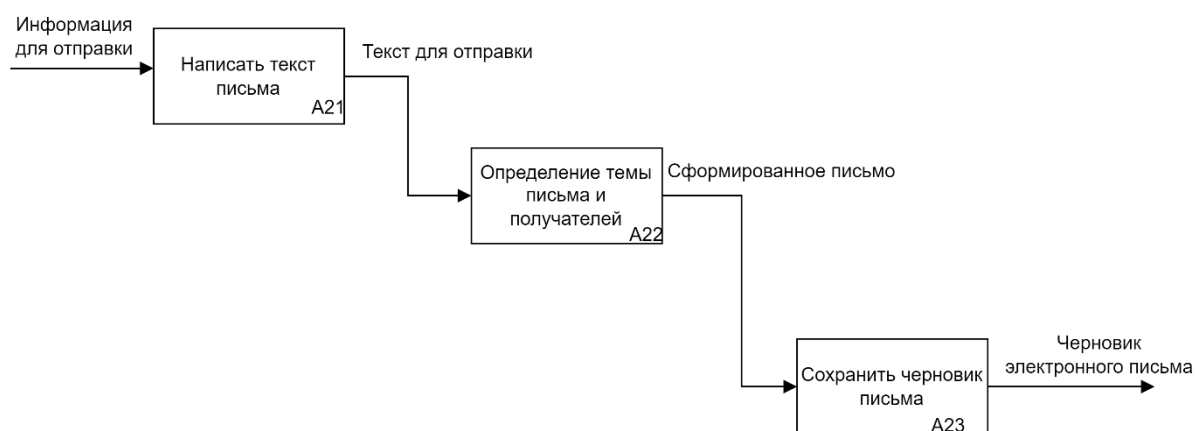 Информация
для отправки
Написать текст
письма
A21
Текст для отправки
Определение темы
письма и
получателей
A22
Сформированное письмо
Сохранить черновик
письма
A23
Черновик
электронного письма